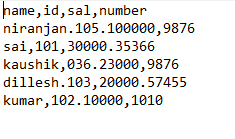 name,id,sal,number
niranjan.105.100000,9876
sai,101,30000.35366
kaushik,036.23000,9876
dillesh.103,20000.57455
kumar,102.10000,1010